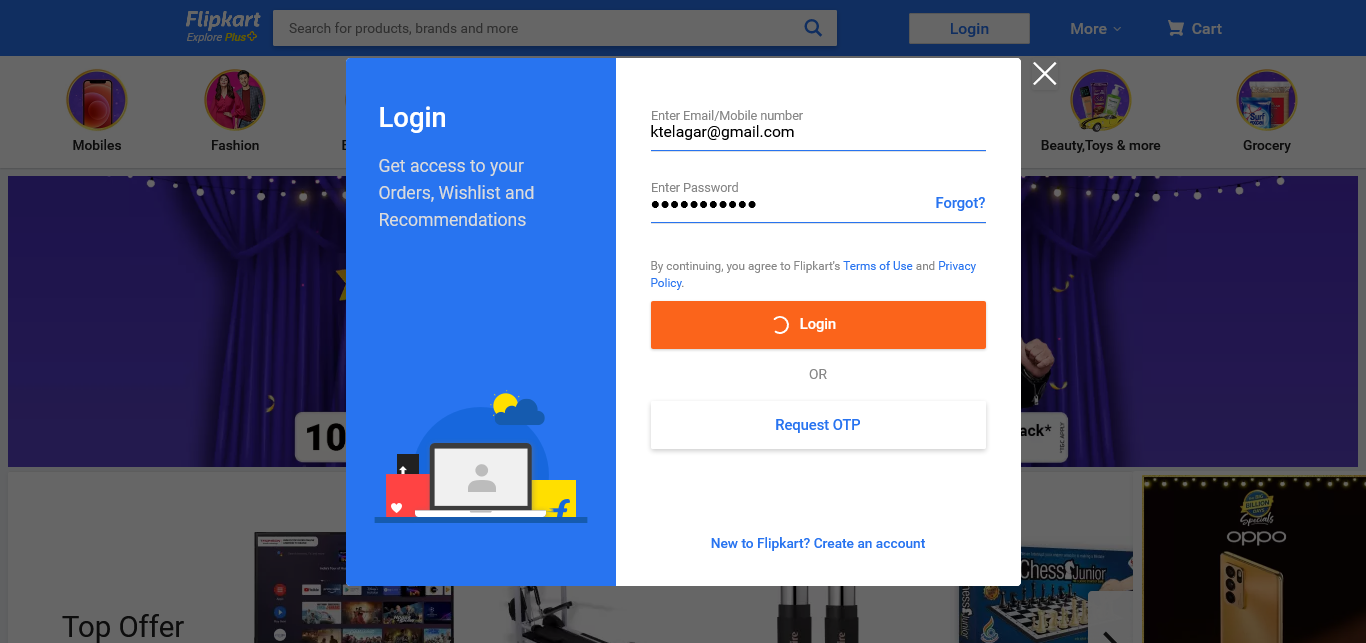 Flipkart
Explore Plus
Search for products, brands and more
Login
More
Cart
Mobiles
Fashion
Beauty,Toys & more
Grocery
Login
Get access to your
Orders, Wishlist and
Recommendations
Enter Email/Mobile number
ktelagar@gmail.com
Enter Password
Forgot?
By continuing, you agree to Flipkart's Terms of Use and Privacy
Policy.
Login
OR
Request OTP
New to Flipkart? Create an account
10
ack*
Top Offer
Chess Junior
BILLION
Specials
oppo
Surf